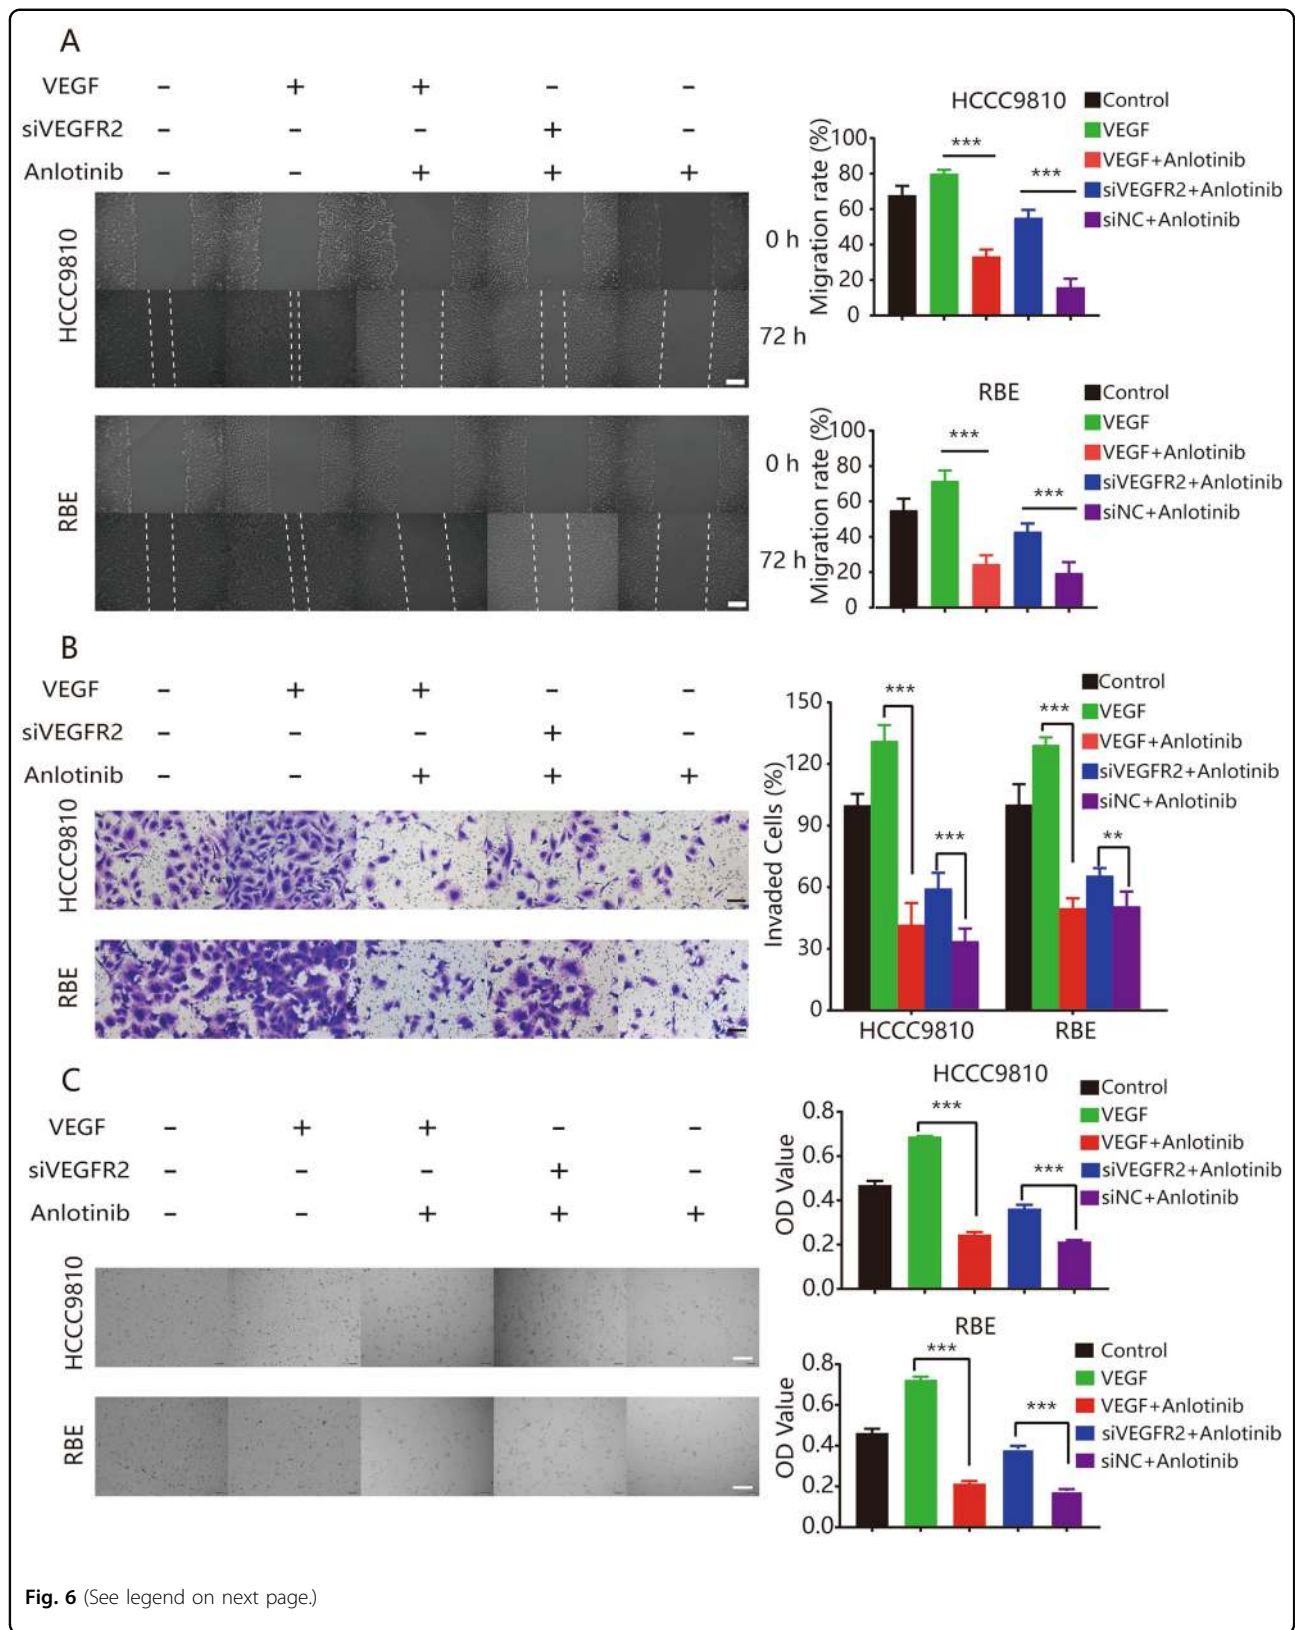 A
VEGF – + + – –
siVEGFR2 – – – + –
Anlotinib – – + + +
HCCC9810
0 h
72 h
RBE
0 h
72 h
HCCC9810
Migration rate (%)
100
80
60
40
20
0
***
***
Control
VEGF
VEGF+Anlotinib
siVEGFR2+Anlotinib
siNC+Anlotinib
RBE
Migration rate (%)
100
80
60
40
20
0
***
***
Control
VEGF
VEGF+Anlotinib
siVEGFR2+Anlotinib
siNC+Anlotinib
B
VEGF – + + – –
siVEGFR2 – – – + –
Anlotinib – – + + +
HCCC9810
RBE
Invaded Cells (%)
150
120
90
60
30
0
***
***
***
**
HCCC9810
RBE
Control
VEGF
VEGF+Anlotinib
siVEGFR2+Anlotinib
siNC+Anlotinib
C
VEGF – + + – –
siVEGFR2 – – – + –
Anlotinib – – + + +
HCCC9810
RBE
HCCC9810
OD Value
0.8
0.6
0.4
0.2
0.0
***
***
Control
VEGF
VEGF+Anlotinib
siVEGFR2+Anlotinib
siNC+Anlotinib
RBE
OD Value
0.8
0.6
0.4
0.2
0.0
***
***
Control
VEGF
VEGF+Anlotinib
siVEGFR2+Anlotinib
siNC+Anlotinib
Fig. 6 (See legend on next page.)